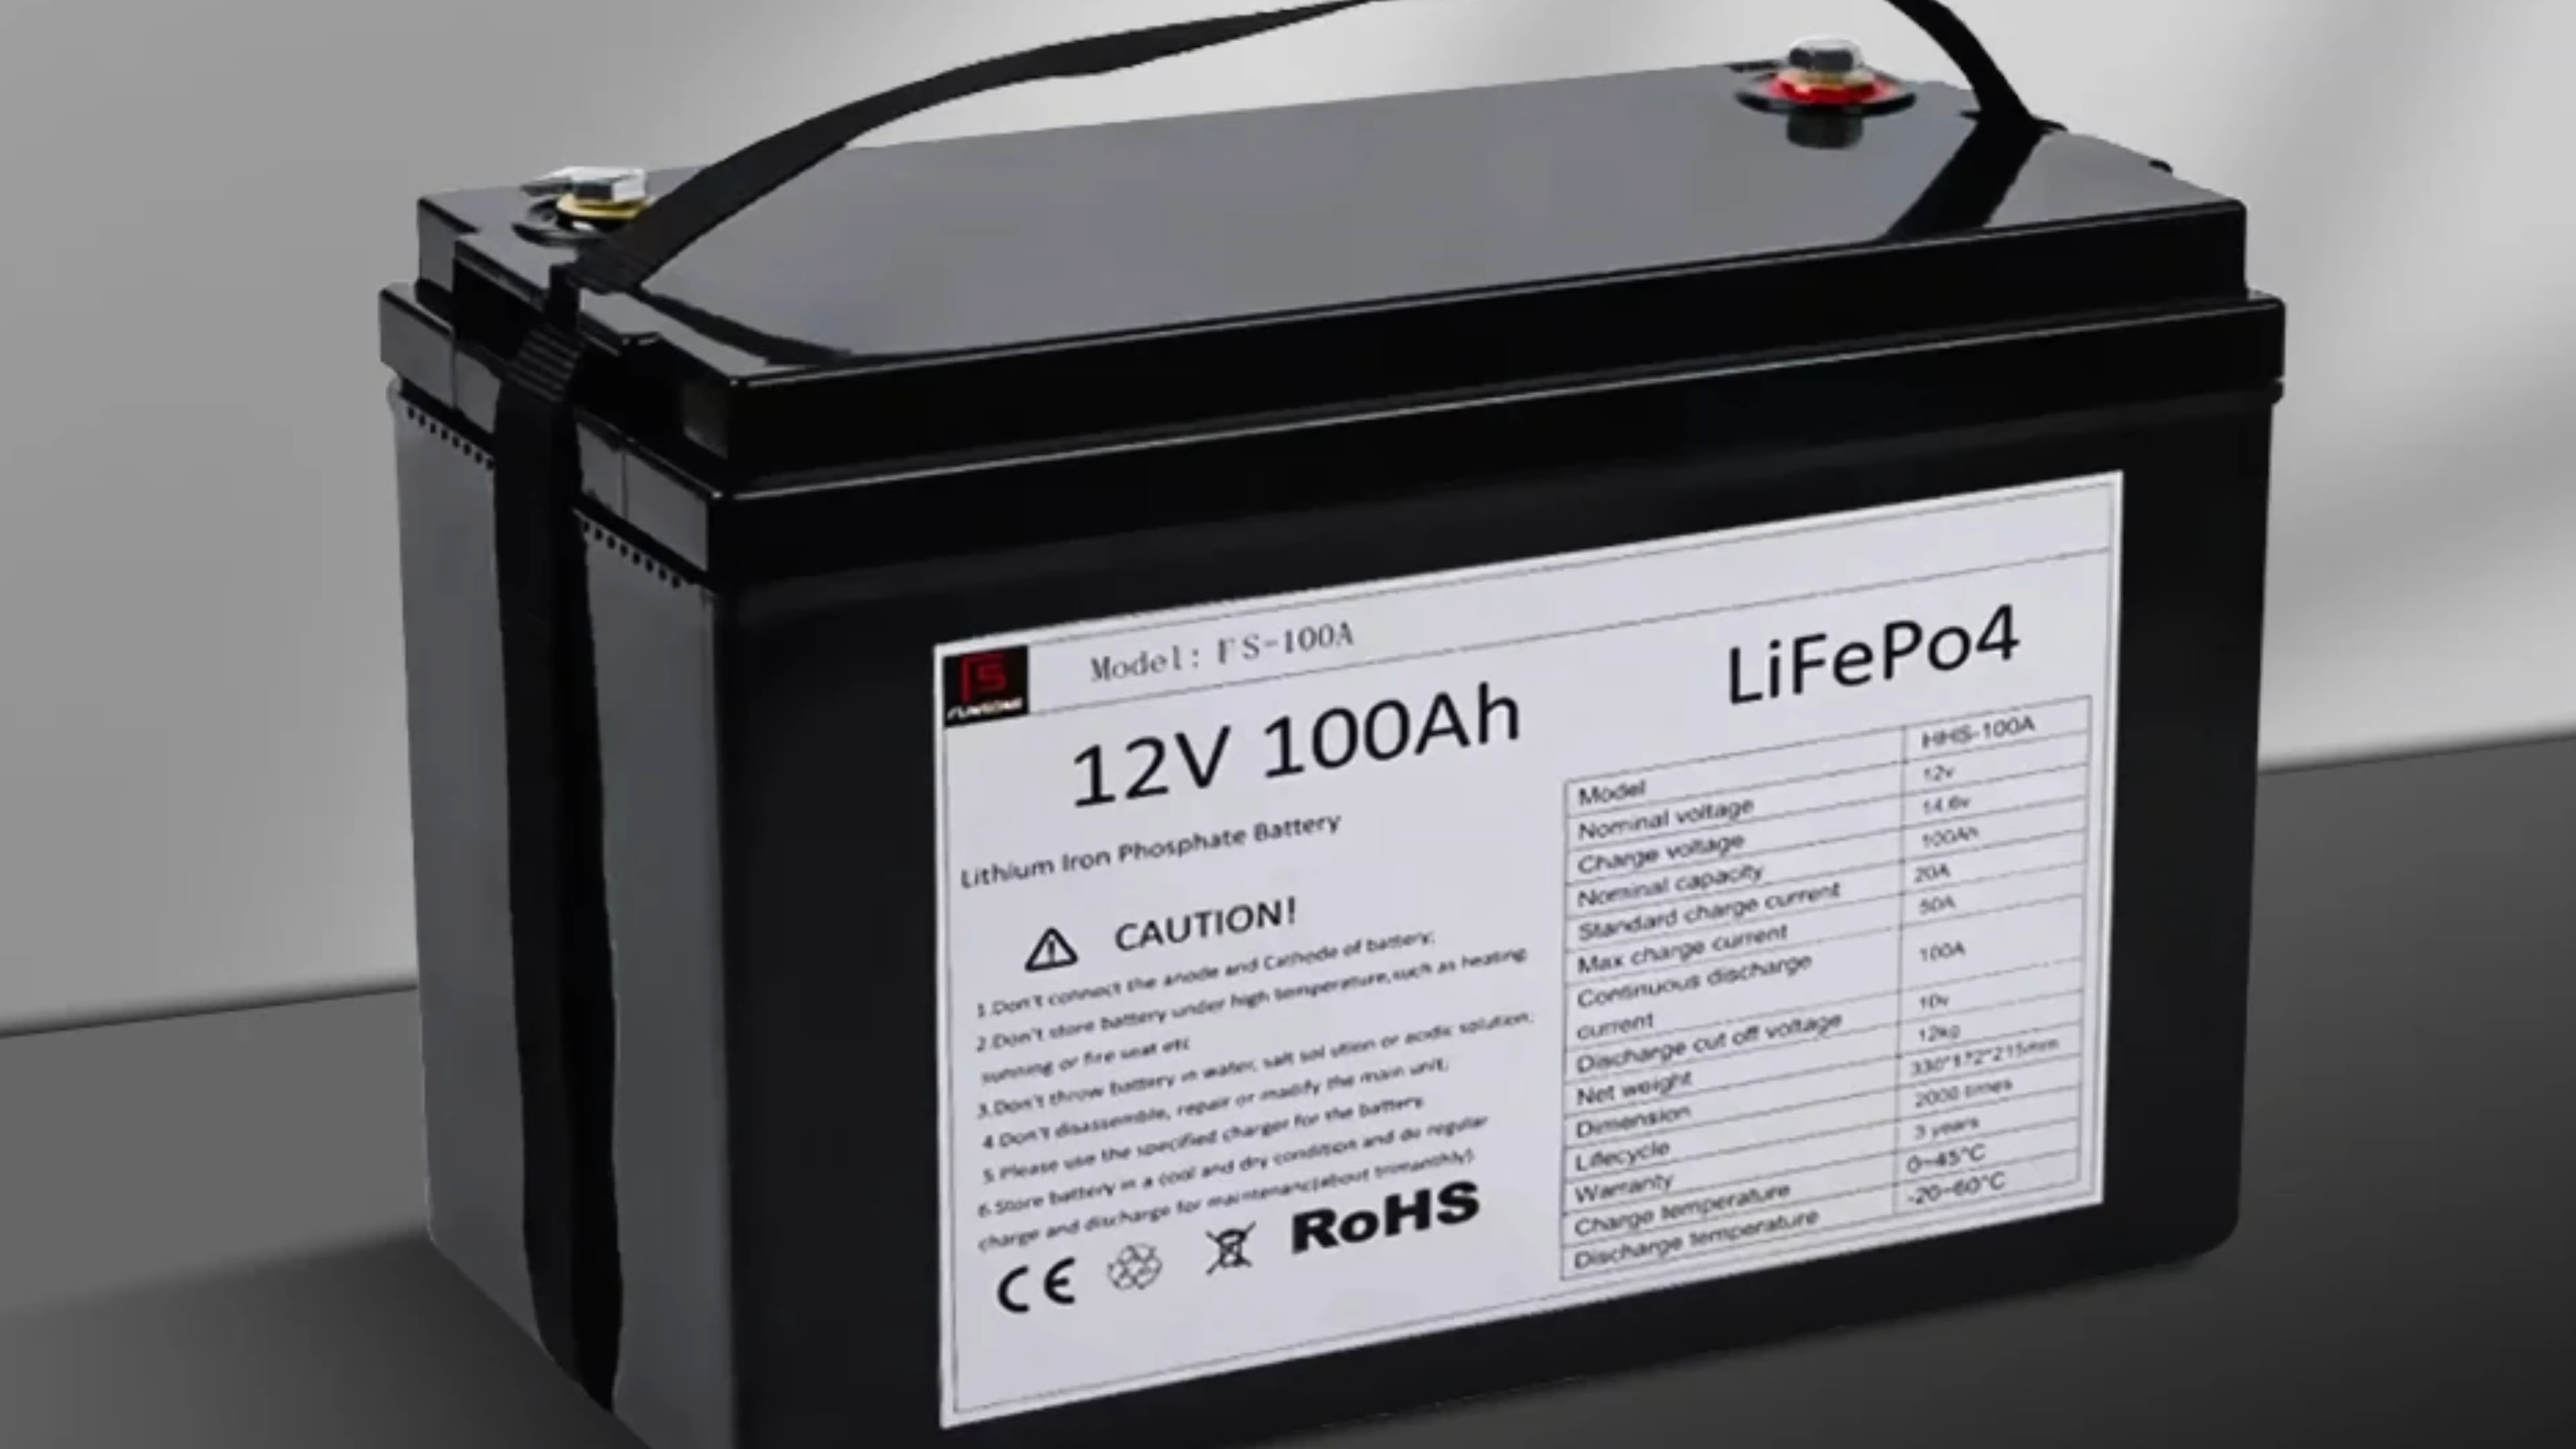 FS
Model: FS-100A
12V 100Ah
LiFePo4
Lithium Iron Phosphate Battery
CAUTION!
1.Don't connect the anode and Cathode of battery;
2.Don't store battery under high temperature,such as heating
sunning or fire seat etc
3.Don't throw battery in water, salt sol ution or acidic solution;
4 Don't disassemble, repair or madify the main unit;
5 Please use the specified charger for the battery
6.Store battery in a cool and dry condition and do regular
charge and discharge for maintenanc(about trimanthly).
CE
RoHS
Model HHS-100A
Nominal voltage 12v
Charge voltage 14.6v
Nominal capacity 100Ah
Standard charge current 20A
Max charge current 50A
Continuous discharge
current 100A
Discharge cut off voltage 10v
Net weight 12kg
Dimension 330*172*215mm
Lifecycle 2000 times
Warranty 3 years
Charge temperature 0~45°C
Discharge temperature -20~60°C